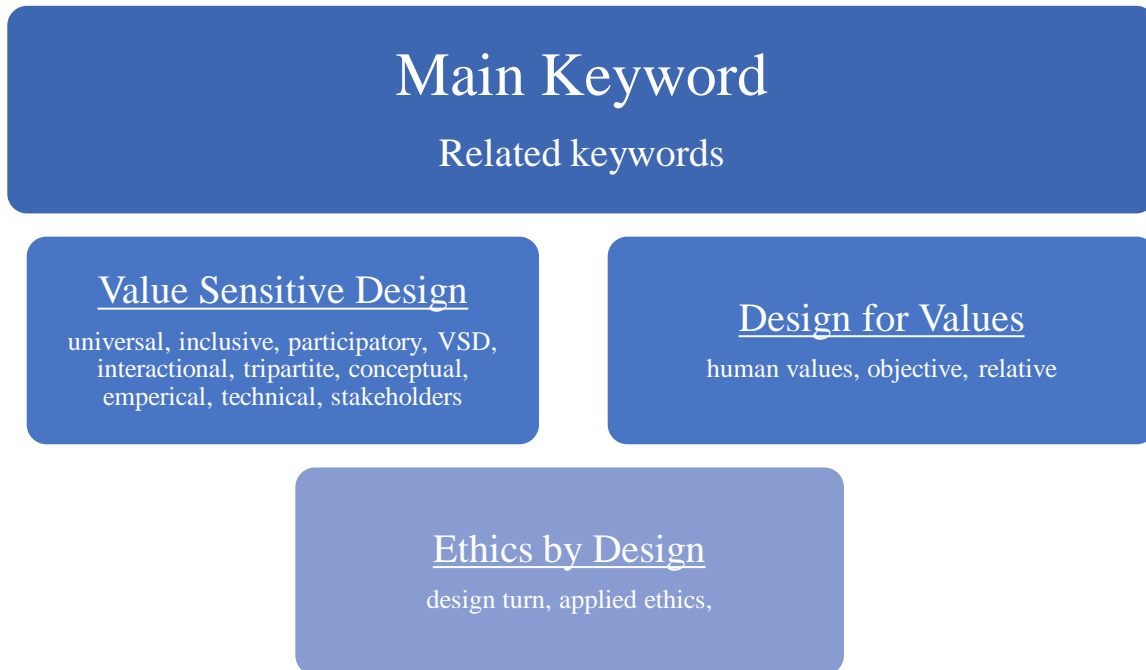 Main Keyword
Related keywords
Value Sensitive Design
universal, inclusive, participatory, VSD,
interactional, tripartite, conceptual,
emperical, technical, stakeholders
Design for Values
human values, objective, relative
Ethics by Design
design turn, applied ethics,